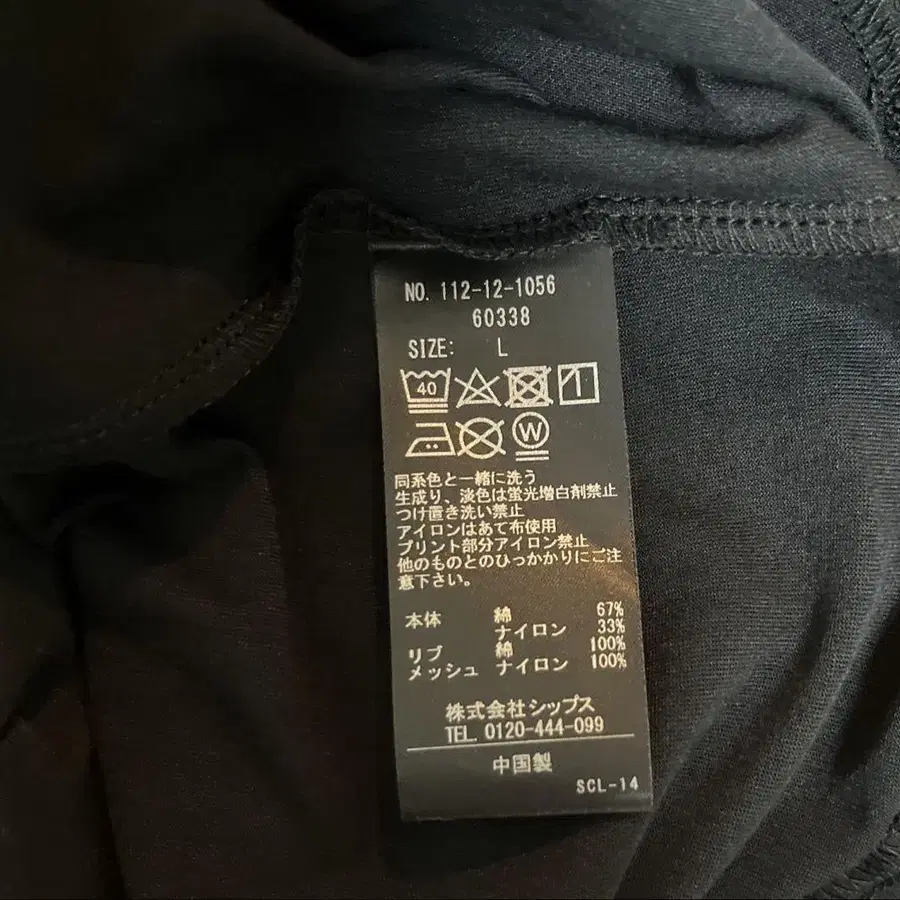 NO. 112-12-1056
60338
SIZE: L
40
W
同系色と一緒に洗う
生成り、淡色は蛍光増白剤禁止
つけ置き洗い禁止
アイロンはあて布使用
プリント部分アイロン禁止
他のものとのひっかかりにご注
意下さい。
本体 綿 67%
ナイロン 33%
リブ 綿 100%
メッシュ ナイロン 100%
株式会社シップス
TEL. 0120-444-099
中国製
SCL-14